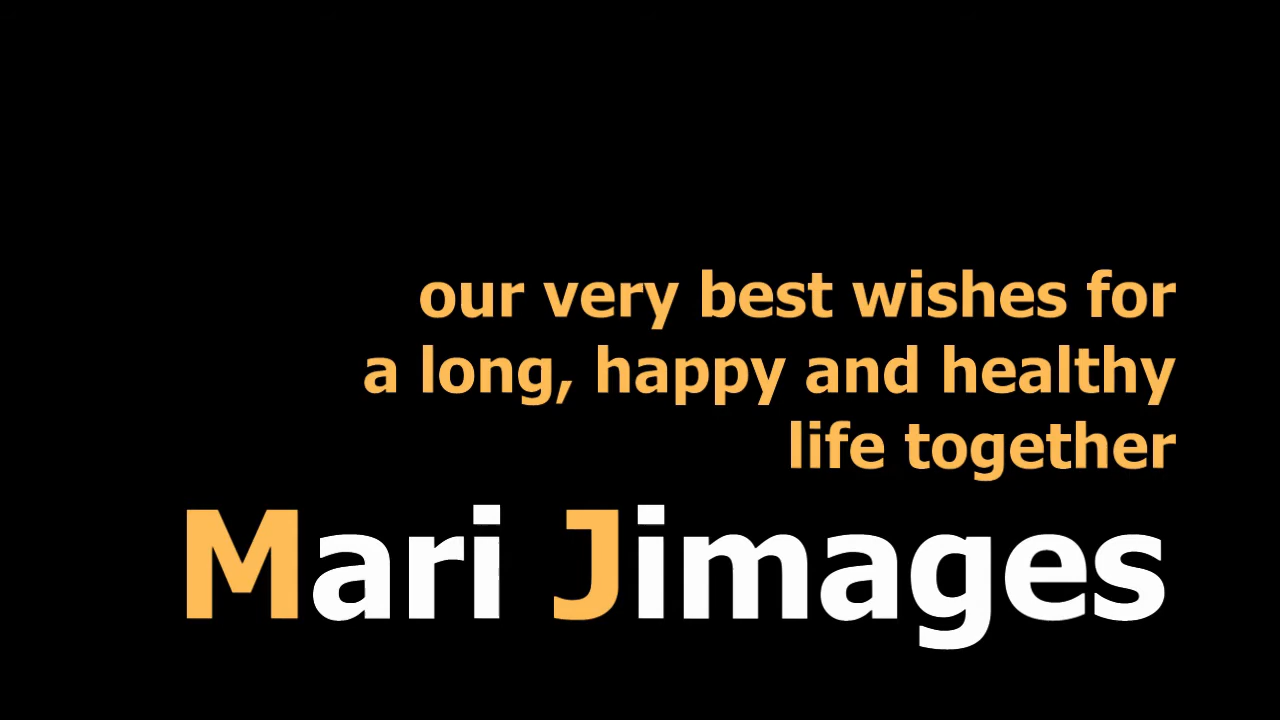 our very best wishes for
a long, happy and healthy
life together
Mari Jimages